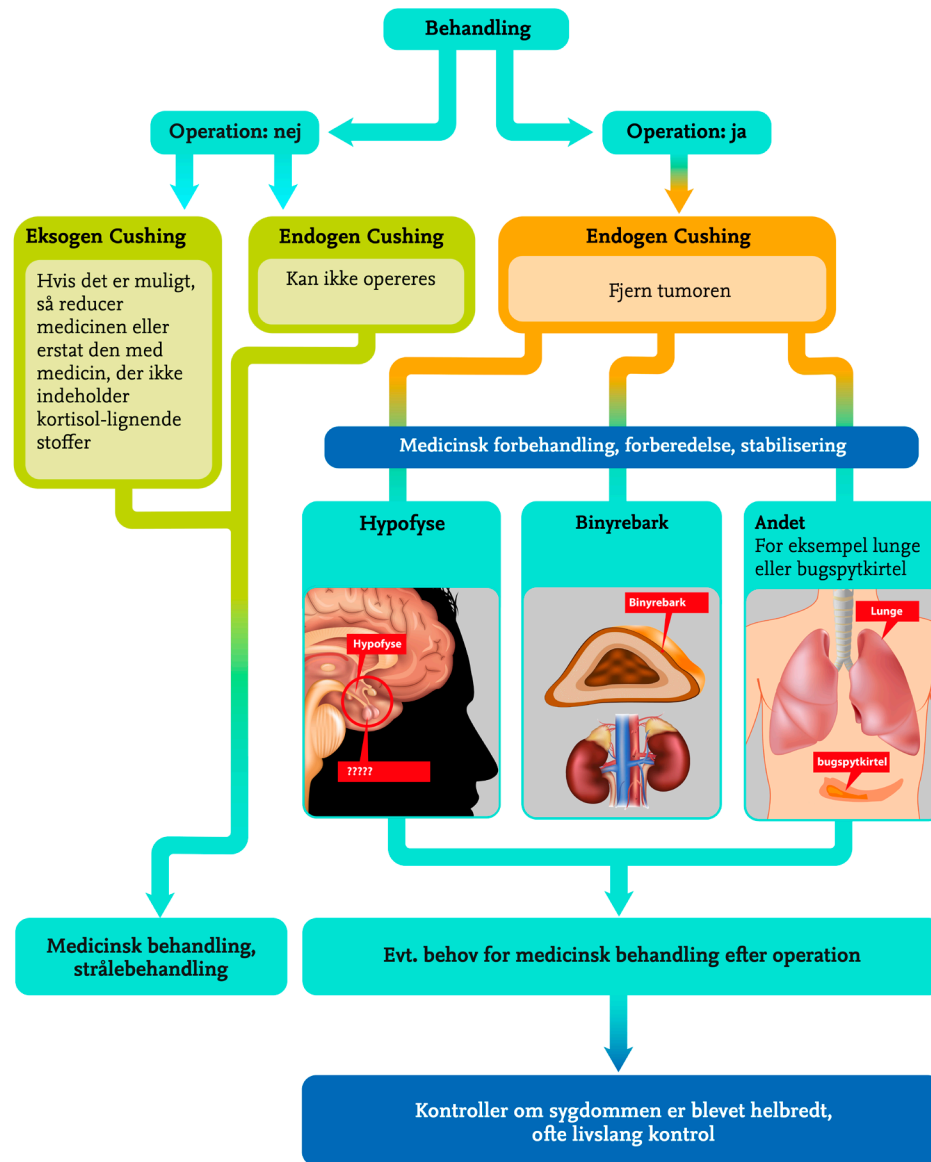 Behandling
Operation: nej
Operation: ja
Eksogen Cushing
Hvis det er muligt,
så reducer
medicinen eller
erstat den med
medicin, der ikke
indeholder
kortisol-lignende
stoffer
Endogen Cushing
Kan ikke opereres
Endogen Cushing
Fjern tumoren
Medicinsk forbehandling, forberedelse, stabilisering
Hypofyse
Hypofyse
?????
Binyrebark
Binyrebark
Andet
For eksempel lunge
eller bugspytkirtel
Lunge
bugspytkirtel
Medicinsk behandling,
strålebehandling
Evt. behov for medicinsk behandling efter operation
Kontroller om sygdommen er blevet helbredt,
ofte livslang kontrol